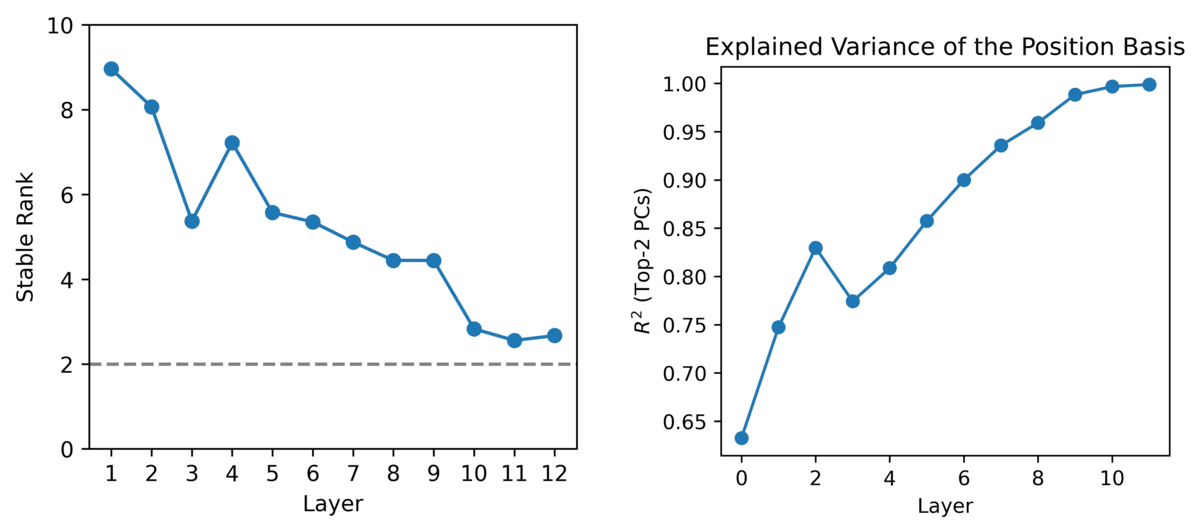 10
8
6
4
2
0
Stable Rank
1 2 3 4 5 6 7 8 9 10 11 12
Layer
Explained Variance of the Position Basis
1.00
0.95
0.90
0.85
0.80
0.75
0.70
0.65
R² (Top-2 PCs)
0 2 4 6 8 10
Layer